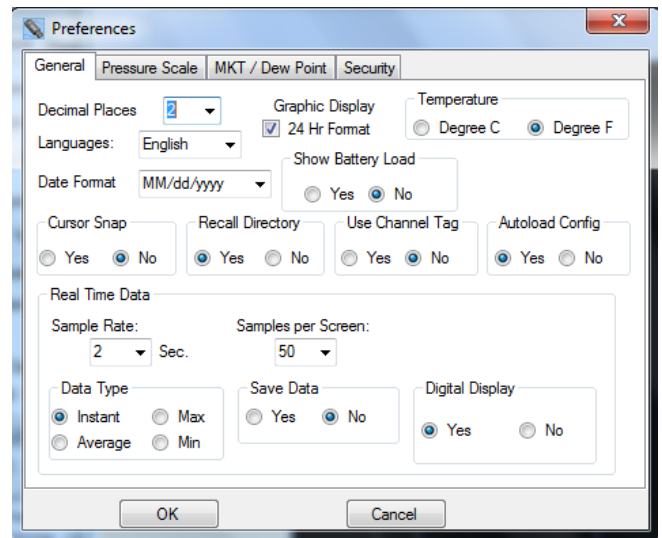 Preferences
General Pressure Scale MKT / Dew Point Security
Decimal Places 2
Graphic Display
24 Hr Format
Temperature
Degree C Degree F
Languages: English
Show Battery Load
Yes No
Date Format MM/dd/yyyy
Cursor Snap Recall Directory Use Channel Tag Autoload Config
Yes No Yes No Yes No Yes No
Real Time Data
Sample Rate: Samples per Screen:
2 Sec. 50
Data Type Save Data Digital Display
Instant Max Yes No Yes No
Average Min
OK Cancel